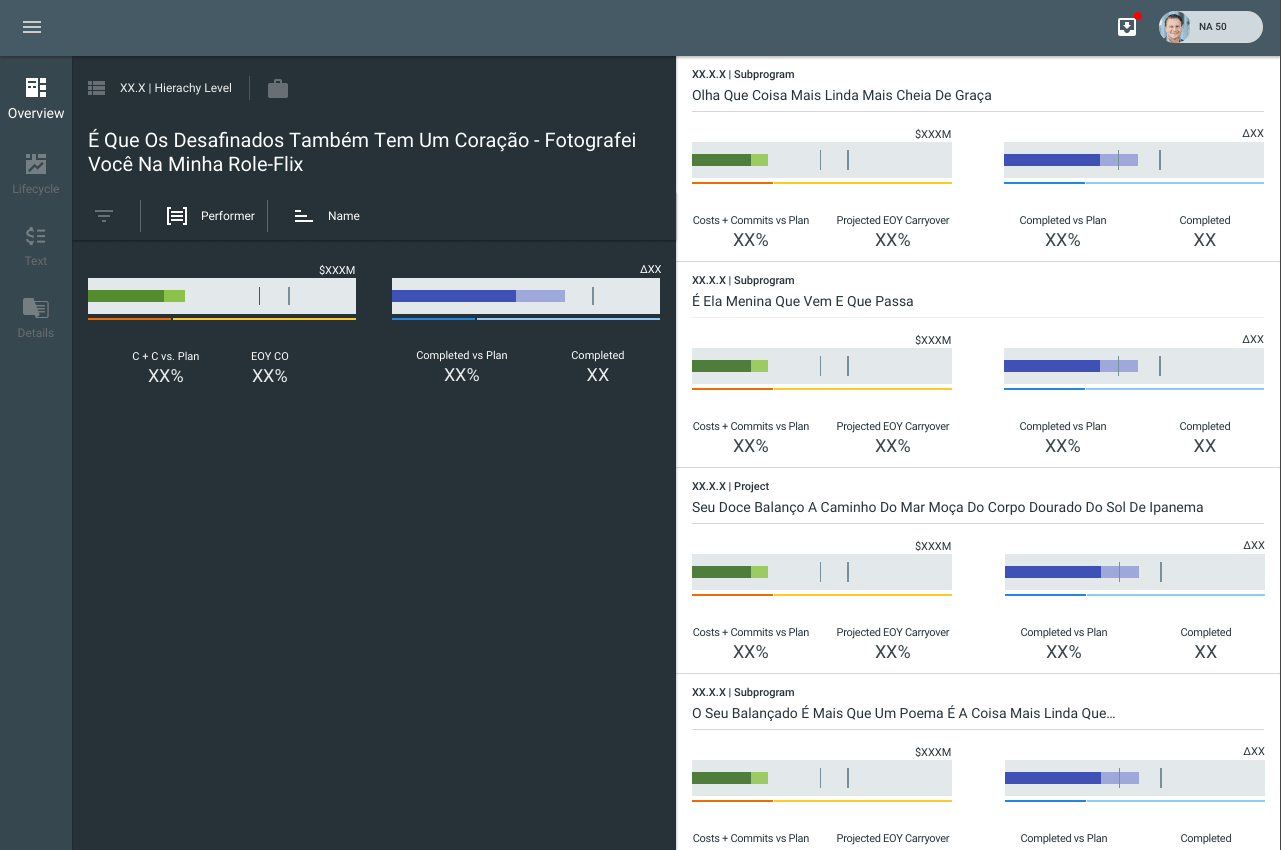 NA 50
Overview
Lifecycle
Text
Details
XX.X | Hierachy Level
É Que Os Desafinados Também Tem Um Coração - Fotografei
Você Na Minha Role-Flix
Performer
Name
$XXXM
ΔXX
C + C vs. Plan
EOY CO
Completed vs Plan
Completed
XX%
XX%
XX%
XX
XX.X.X | Subprogram
Olha Que Coisa Mais Linda Mais Cheia De Graça
$XXXM
ΔXX
Costs + Commits vs Plan
Projected EOY Carryover
Completed vs Plan
Completed
XX%
XX%
XX%
XX
XX.X.X | Subprogram
É Ela Menina Que Vem E Que Passa
$XXXM
ΔXX
Costs + Commits vs Plan
Projected EOY Carryover
Completed vs Plan
Completed
XX%
XX%
XX%
XX
XX.X.X | Project
Seu Doce Balanço A Caminho Do Mar Moça Do Corpo Dourado Do Sol De Ipanema
$XXXM
ΔXX
Costs + Commits vs Plan
Projected EOY Carryover
Completed vs Plan
Completed
XX%
XX%
XX%
XX
XX.X.X | Subprogram
O Seu Balançado É Mais Que Um Poema É A Coisa Mais Linda Que...
$XXXM
ΔXX
Costs + Commits vs Plan
Projected EOY Carryover
Completed vs Plan
Completed